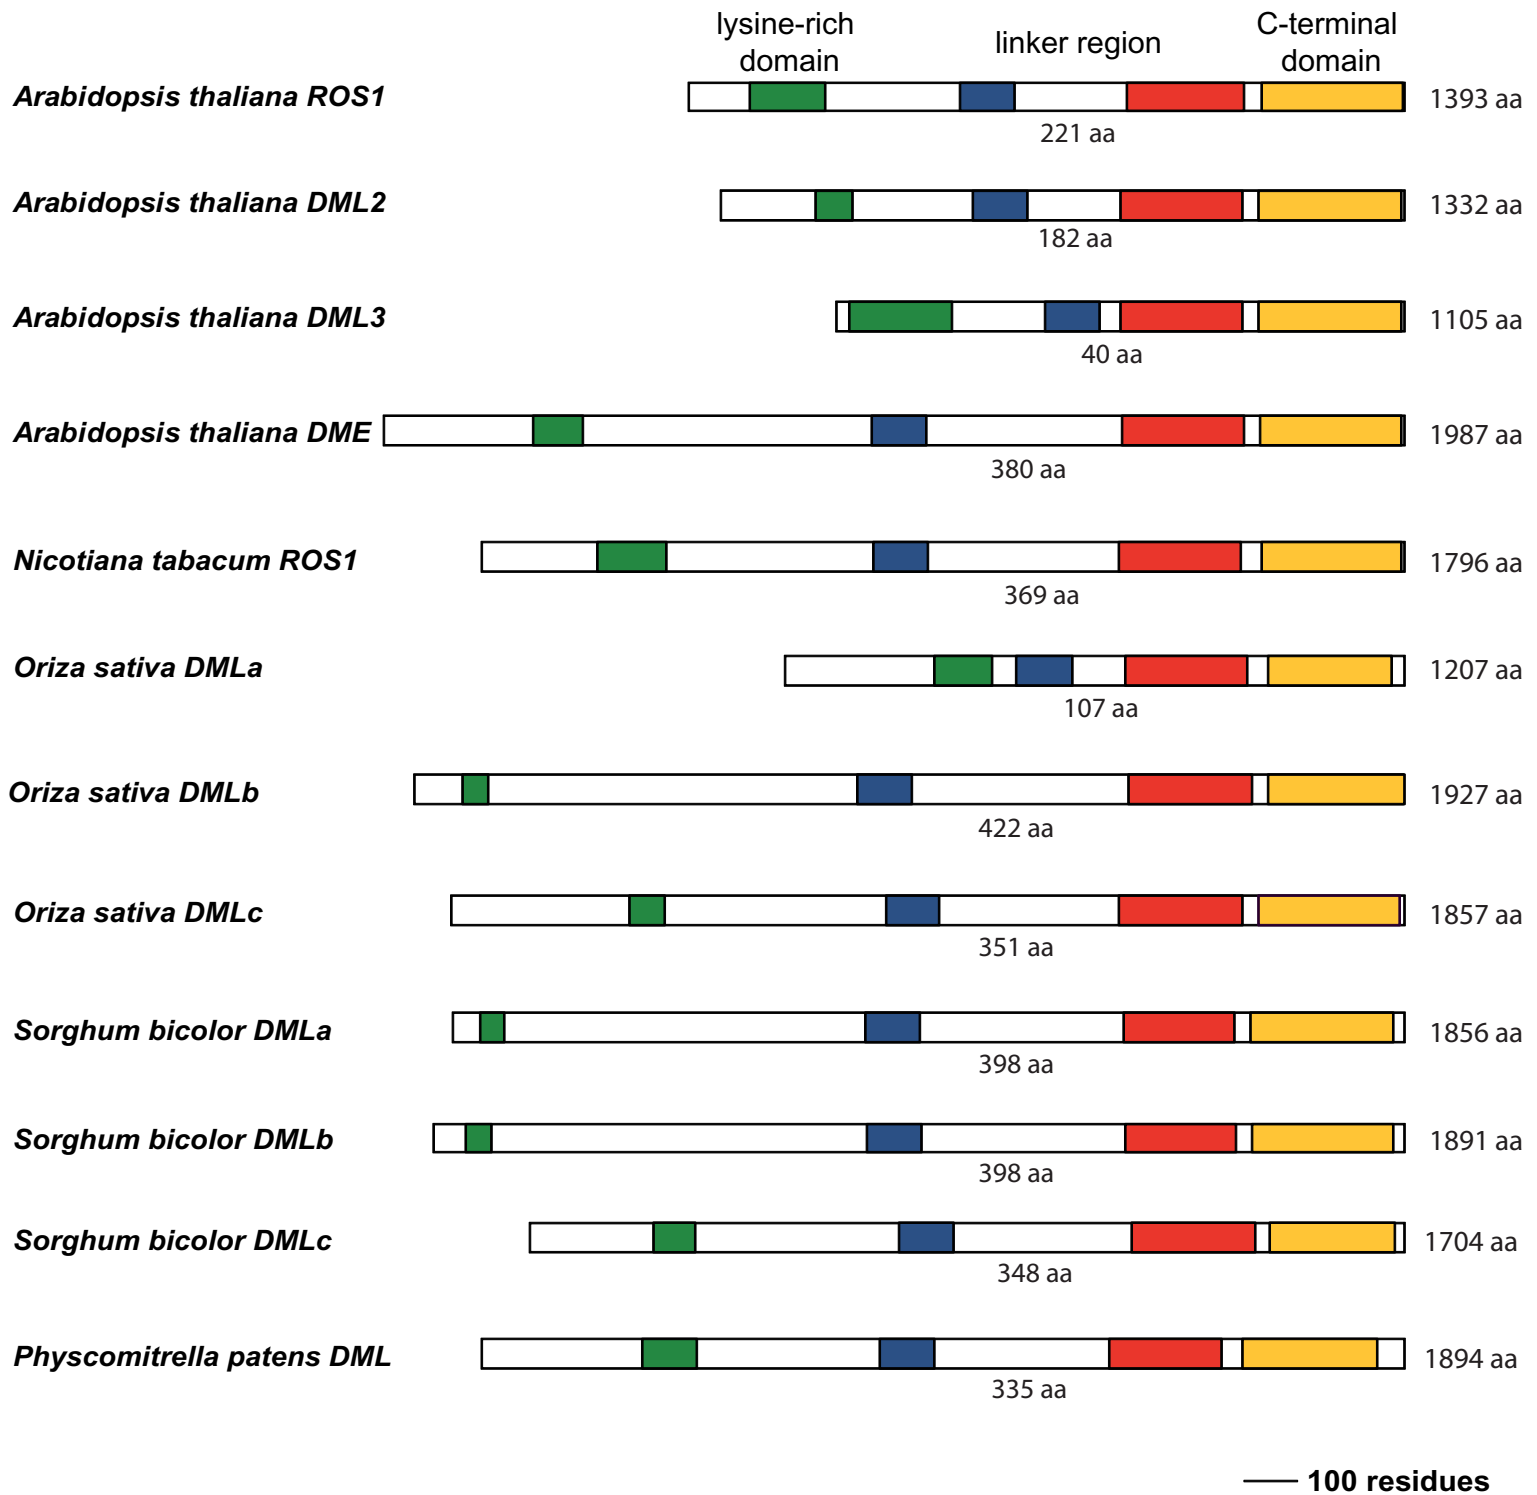 lysine-rich
domain
linker region
C-terminal
domain
Arabidopsis thaliana ROS1
1393 aa
221 aa
Arabidopsis thaliana DML2
1332 aa
182 aa
Arabidopsis thaliana DML3
1105 aa
40 aa
Arabidopsis thaliana DME
1987 aa
380 aa
Nicotiana tabacum ROS1
1796 aa
369 aa
Oriza sativa DMLa
1207 aa
107 aa
Oriza sativa DMLb
1927 aa
422 aa
Oriza sativa DMLc
1857 aa
351 aa
Sorghum bicolor DMLa
1856 aa
398 aa
Sorghum bicolor DMLb
1891 aa
398 aa
Sorghum bicolor DMLc
1704 aa
348 aa
Physcomitrella patens DML
1894 aa
335 aa
100 residues